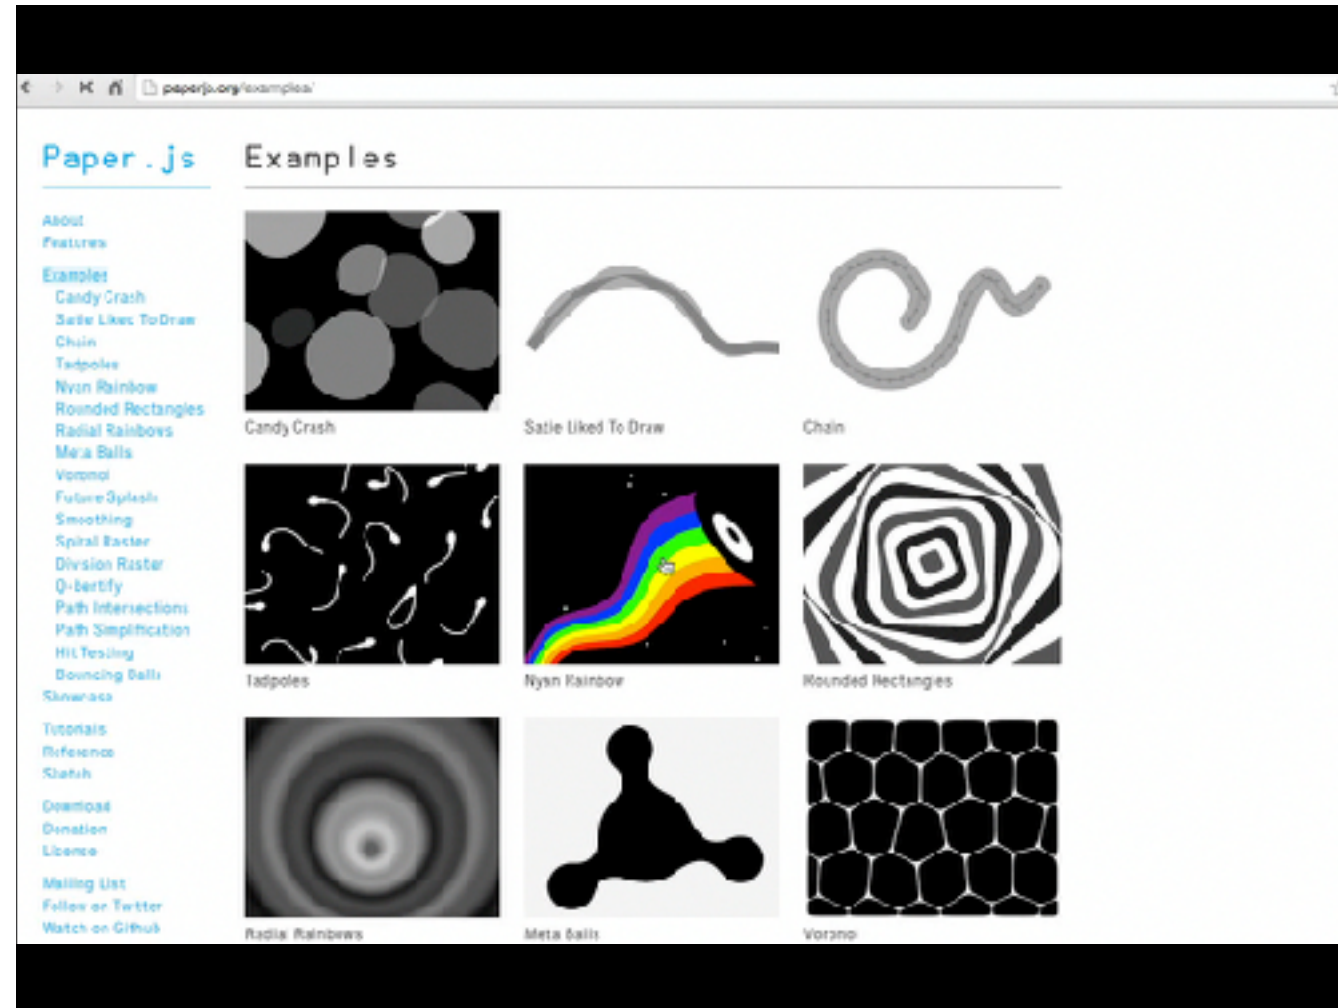 paperjs.org/examples/
Paper.js
Examples
About
Features
Examples
Candy Crash
Satie Liked To Draw
Chain
Tadpoles
Nyan Rainbow
Rounded Rectangles
Radial Rainbows
Meta Balls
Voronoi
Future Splash
Smoothing
Spiral Raster
Division Raster
Q-bertify
Path Intersections
Path Simplification
Hit Testing
Bouncing Balls
Showcase
Tutorials
Reference
Sketch
Download
Donation
Licence
Mailing List
Follow on Twitter
Watch on Github
Candy Crash
Satie Liked To Draw
Chain
Tadpoles
Nyan Rainbow
Rounded Rectangles
Radial Rainbows
Meta Balls
Voronoi